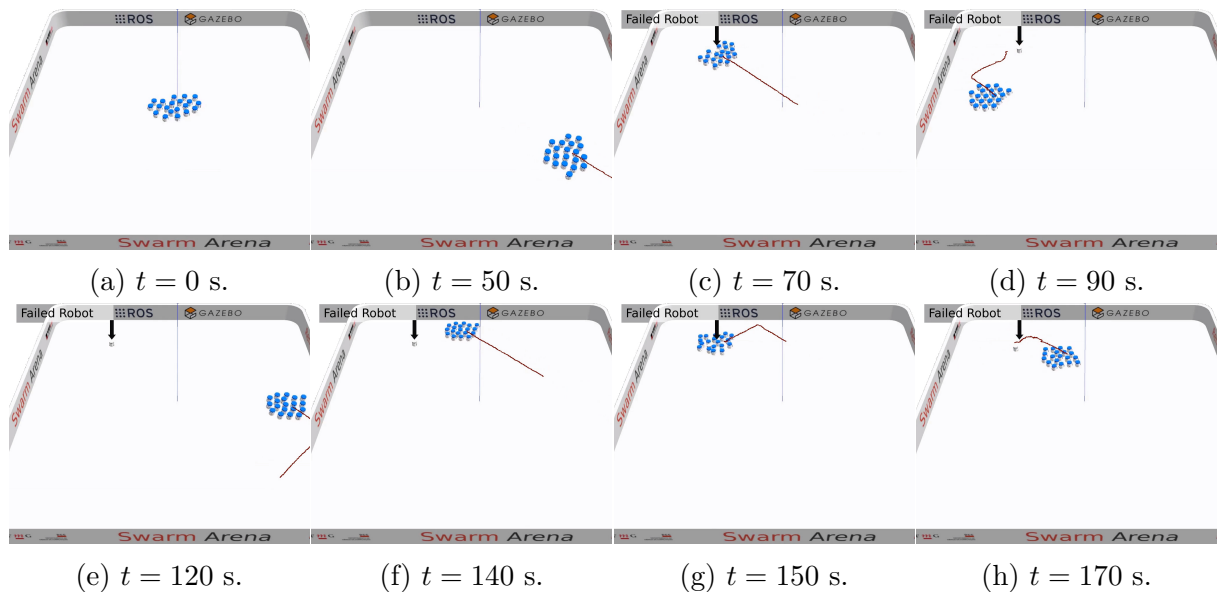 ROS GAZEBO
ROS GAZEBO
Failed Robot ROS GAZEBO
Failed Robot ROS GAZEBO
Swarm Arena
Swarm Arena
Swarm Arena
Swarm Arena
Swarm Arena
Swarm Arena
Swarm Arena
Swarm Arena
(a) t = 0 s.
(b) t = 50 s.
(c) t = 70 s.
(d) t = 90 s.
Failed Robot ROS GAZEBO
Failed Robot ROS GAZEBO
Failed Robot ROS GAZEBO
Failed Robot ROS GAZEBO
Swarm Arena
Swarm Arena
Swarm Arena
Swarm Arena
Swarm Arena
Swarm Arena
Swarm Arena
Swarm Arena
(e) t = 120 s.
(f) t = 140 s.
(g) t = 150 s.
(h) t = 170 s.